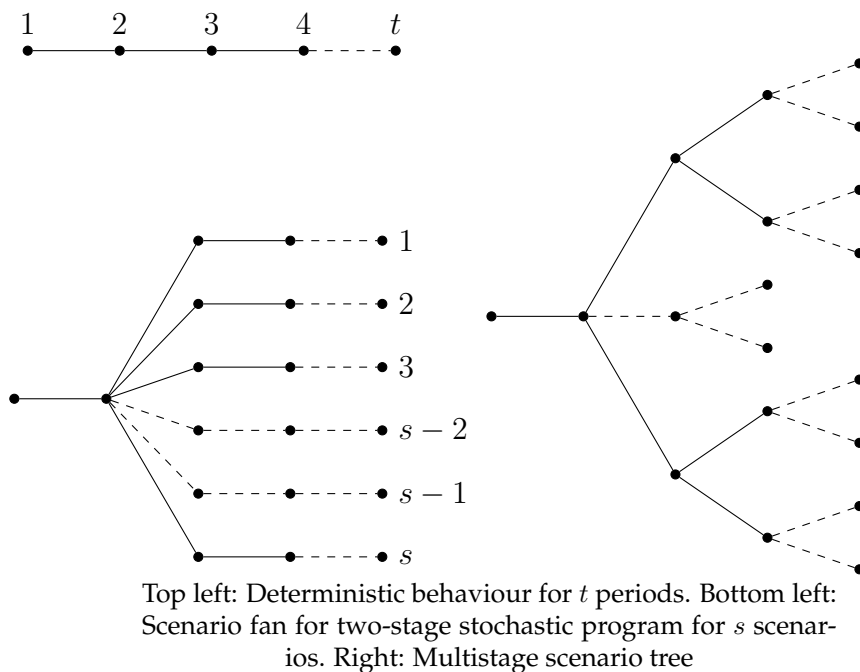 1 2 3 4 t
1
2
3
s − 2
s − 1
s
Top left: Deterministic behaviour for t periods. Bottom left:
Scenario fan for two-stage stochastic program for s scenar-
ios. Right: Multistage scenario tree